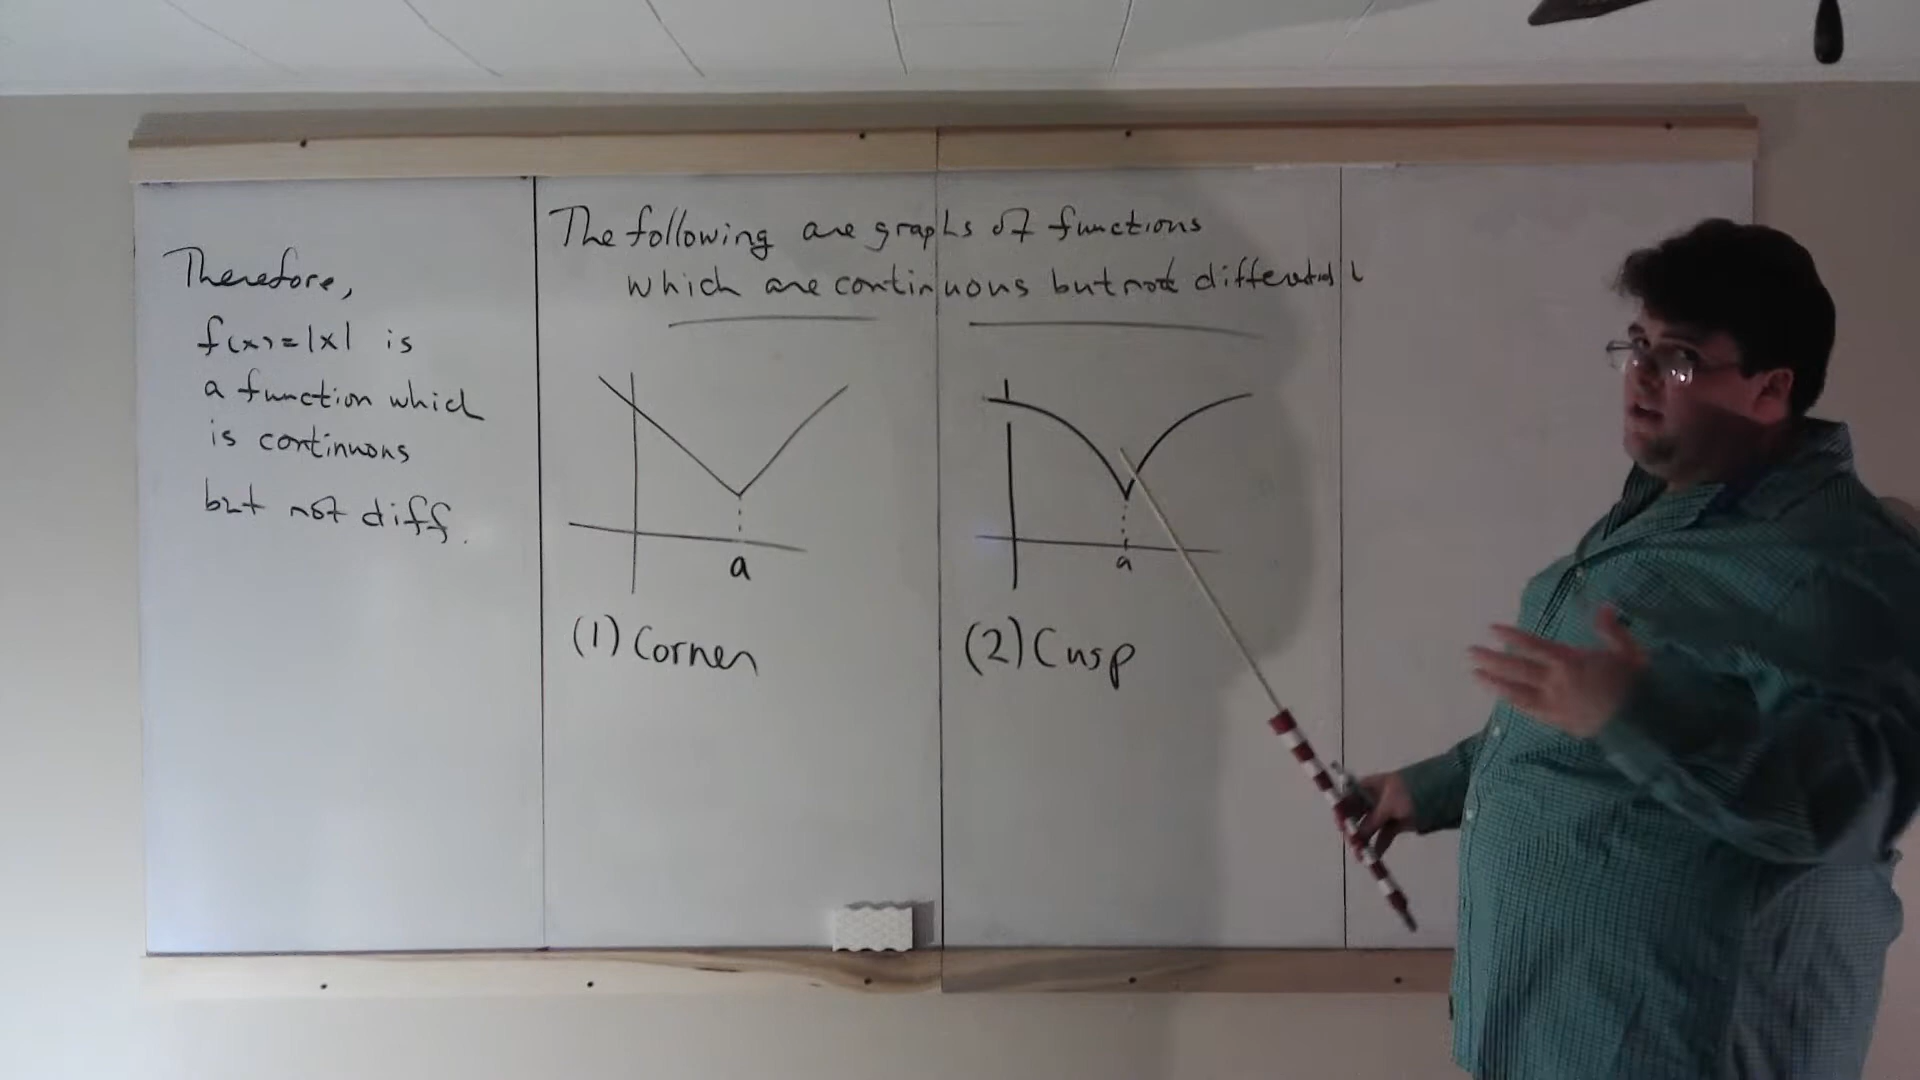 Therefore,
f(x)=|x| is
a function which
is continuous
but not diff.
The following are graphs of functions
which are continuous but not
a
(1) Corner
a
(2) Cusp